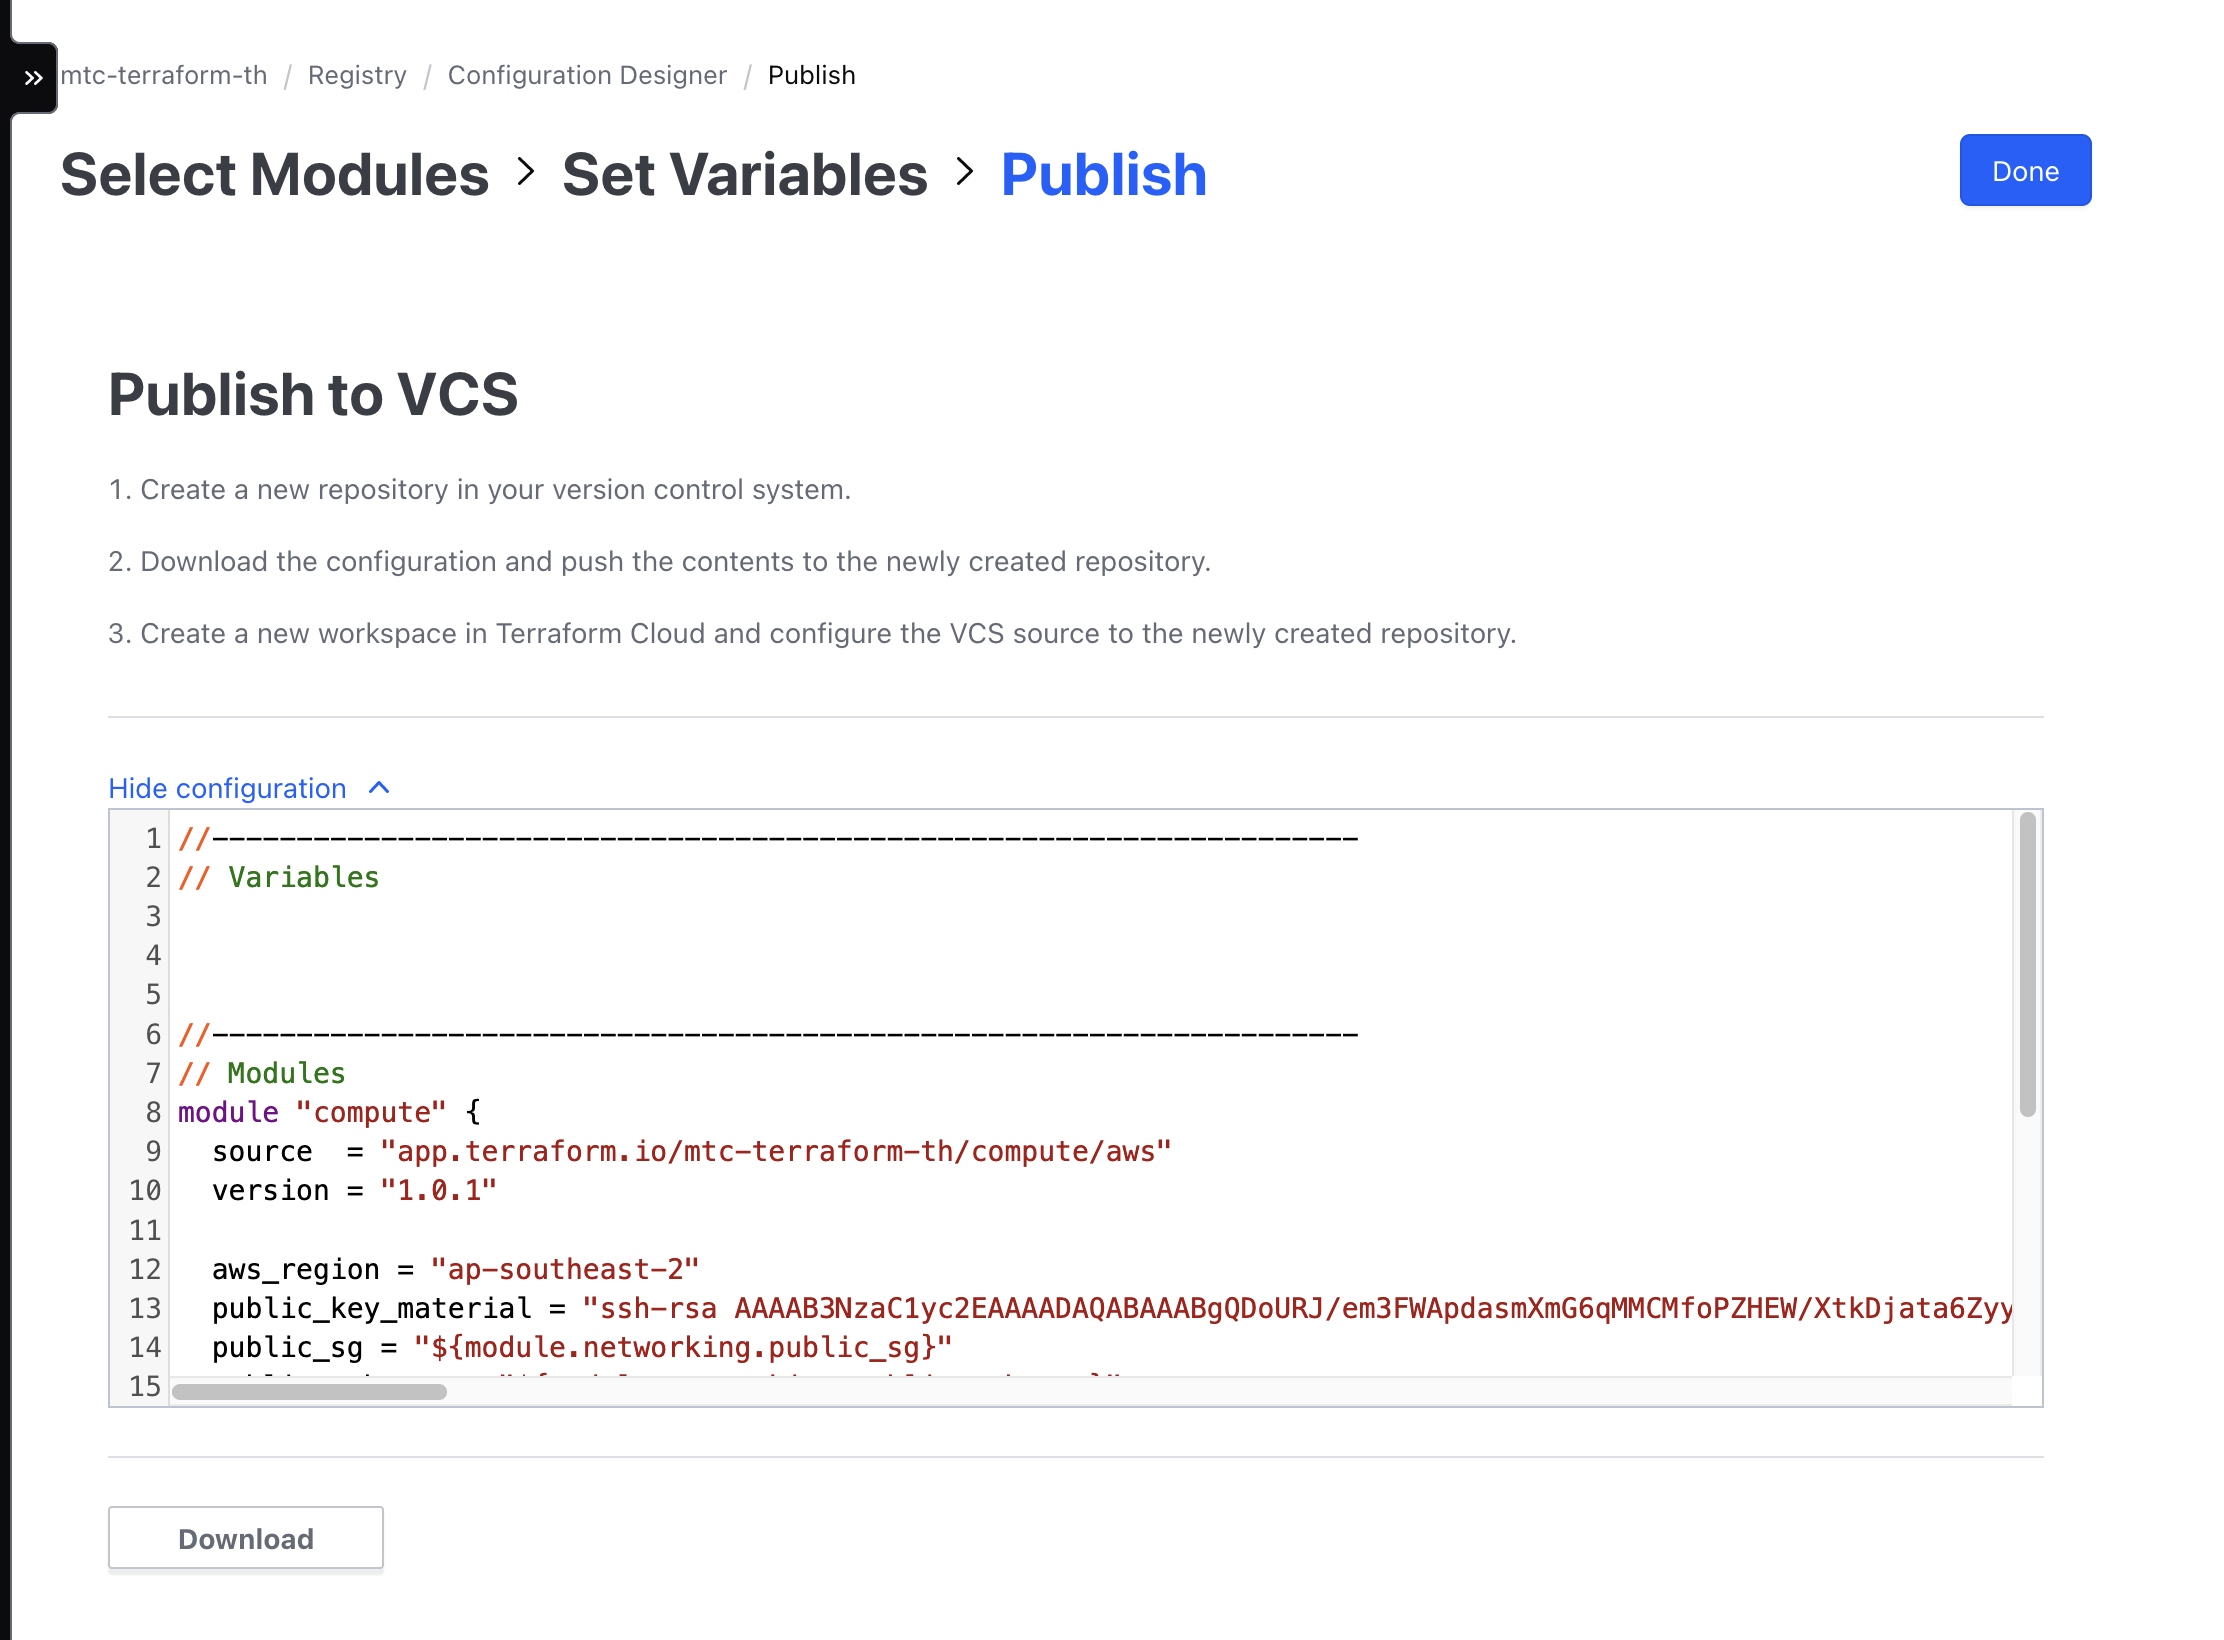 mtc-terraform-th / Registry / Configuration Designer / Publish
Select Modules > Set Variables > Publish
Done
Publish to VCS
1. Create a new repository in your version control system.
2. Download the configuration and push the contents to the newly created repository.
3. Create a new workspace in Terraform Cloud and configure the VCS source to the newly created repository.
Hide configuration
1 //--------------------------------------------------------------------
2 // Variables
3
4
5
6 //--------------------------------------------------------------------
7 // Modules
8 module "compute" {
9 source  = "app.terraform.io/mtc-terraform-th/compute/aws"
10 version = "1.0.1"
11
12 aws_region = "ap-southeast-2"
13 public_key_material = "ssh-rsa AAAAB3NzaC1yc2EAAAADAQABAAABgQDoURJ/em3FWApdasmXmG6qMMCMfoPZHEW/XtkDjata6Zyy
14 public_sg = "${module.networking.public_sg}"
15
Download